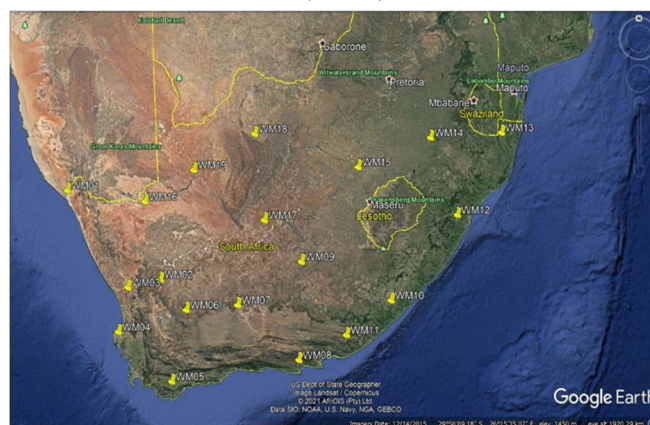 Kalahari Desert
Gaborone
Witwatersrand Mountains
Pretoria
Maputo
Lebombo Mountains
Maputo
Mbabane
Swaziland
WM18
WM14
WM13
Groot Karas Mountains
WM19
WM15
WM01
WM16
Maseru
Drakensberg Mountains
Lesotho
WM12
WM17
South Africa
WM09
WM02
WM03
WM06
WM07
WM10
WM04
WM11
WM08
WM05
US Dept of State Geographer
Image Landsat / Copernicus
© 2021 AfriGIS (Pty) Ltd.
Data SIO, NOAA, U.S. Navy, NGA, GEBCO
Google Earth
Imagery Date: 12/14/2015